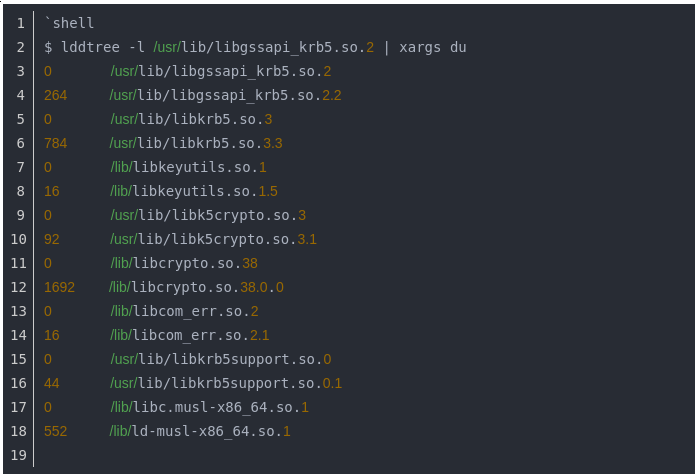 1 `shell
2 $ lddtree -l /usr/lib/libgssapi_krb5.so.2 | xargs du
3 0 /usr/lib/libgssapi_krb5.so.2
4 264 /usr/lib/libgssapi_krb5.so.2.2
5 0 /usr/lib/libkrb5.so.3
6 784 /usr/lib/libkrb5.so.3.3
7 0 /lib/libkeyutils.so.1
8 16 /lib/libkeyutils.so.1.5
9 0 /usr/lib/libk5crypto.so.3
10 92 /usr/lib/libk5crypto.so.3.1
11 0 /lib/libcrypto.so.38
12 1692 /lib/libcrypto.so.38.0.0
13 0 /lib/libcom_err.so.2
14 16 /lib/libcom_err.so.2.1
15 0 /usr/lib/libkrb5support.so.0
16 44 /usr/lib/libkrb5support.so.0.1
17 0 /lib/libc.musl-x86_64.so.1
18 552 /lib/ld-musl-x86_64.so.1
19